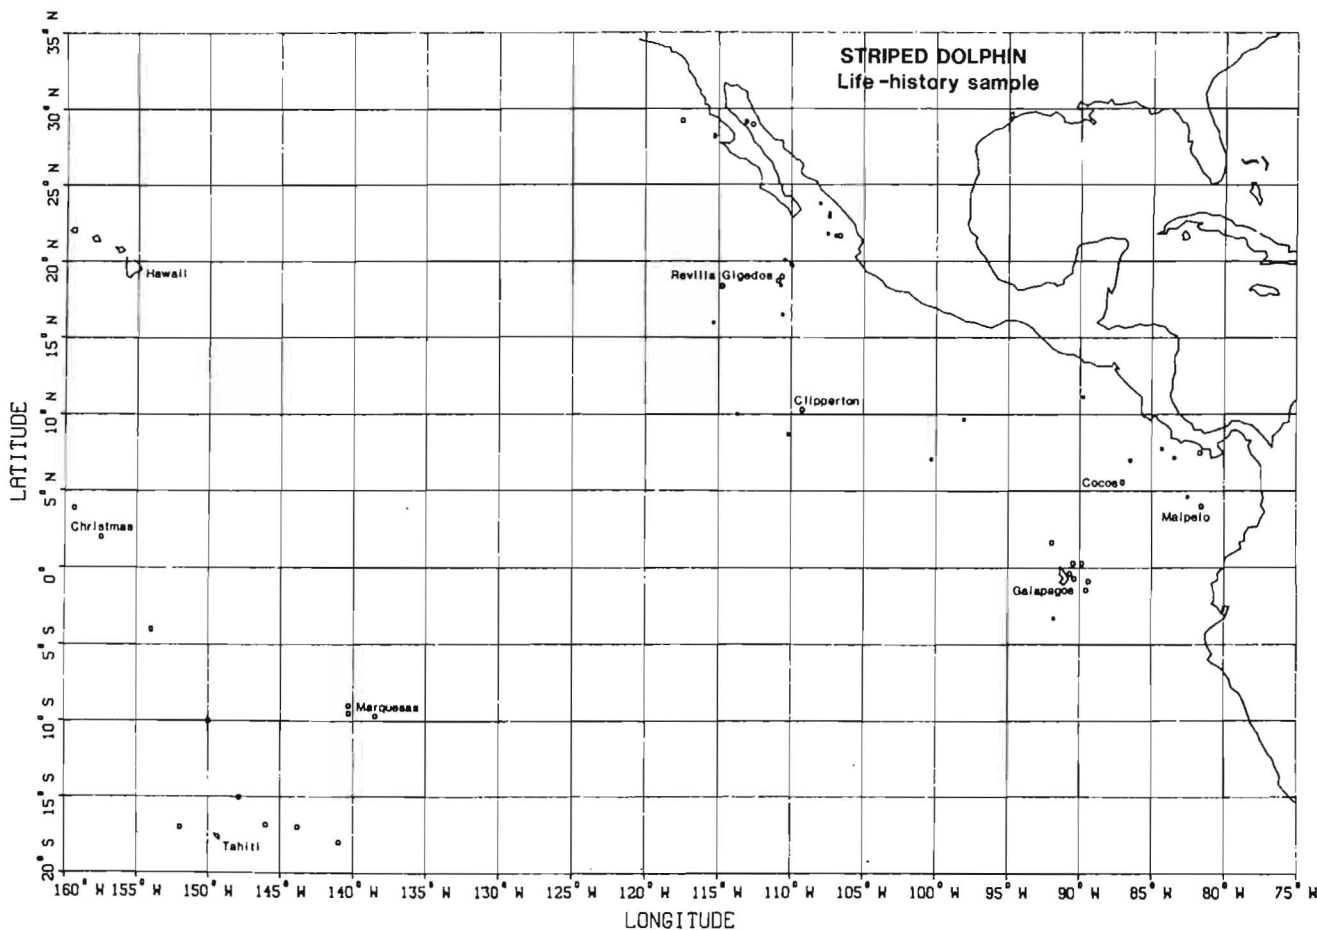 STRIPED DOLPHIN
Life-history sample
35° N
30° N
25° N
20° N
15° N
10° N
5° N
0°
5° S
10° S
15° S
20° S
LATITUDE
Hawaii
Revilla Gigedos
Clipperton
Cocos
Malpelo
Christmas
Galapagos
Marquesas
Tahiti
160° W 155° W 150° W 145° W 140° W 135° W 130° W 125° W 120° W 115° W 110° W 105° W 100° W 95° W 90° W 85° W 80° W 75° W
LONGITUDE